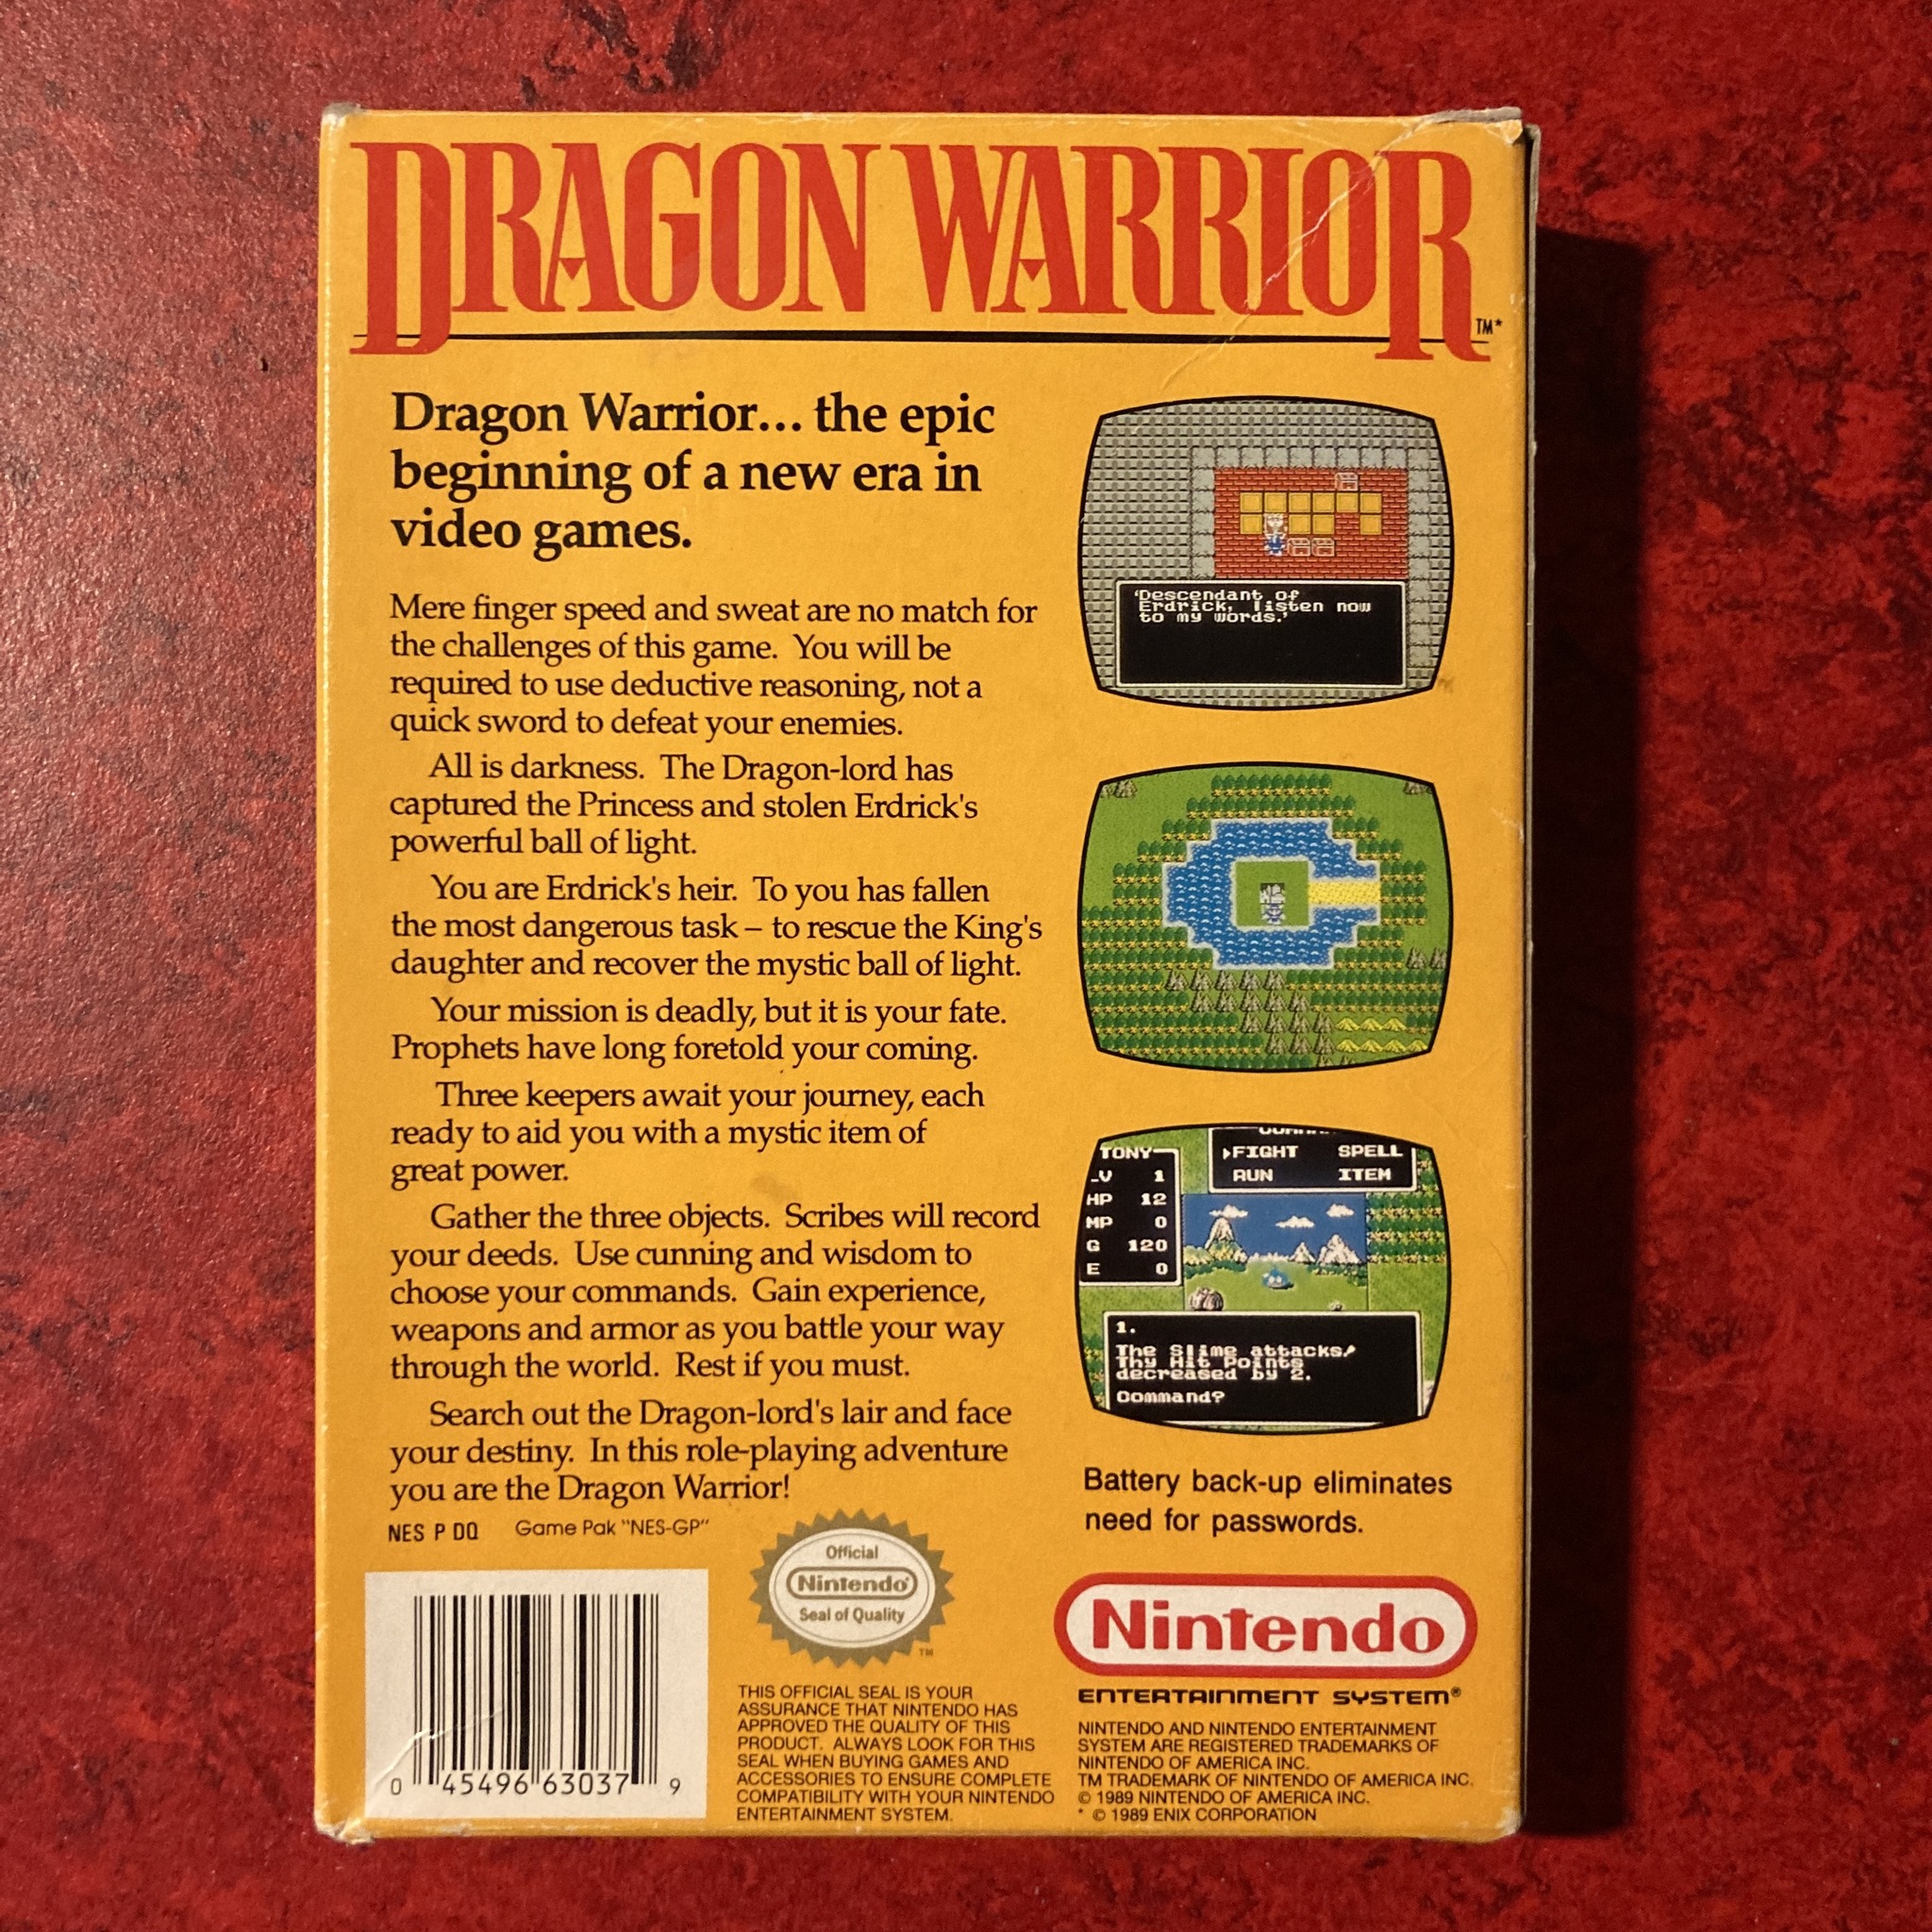 DRAGON WARRIOR
TM*
Dragon Warrior... the epic
beginning of a new era in
video games.
Mere finger speed and sweat are no match for
the challenges of this game. You will be
required to use deductive reasoning, not a
quick sword to defeat your enemies.
All is darkness. The Dragon-lord has
captured the Princess and stolen Erdrick's
powerful ball of light.
You are Erdrick's heir. To you has fallen
the most dangerous task – to rescue the King's
daughter and recover the mystic ball of light.
Your mission is deadly, but it is your fate.
Prophets have long foretold your coming.
Three keepers await your journey, each
ready to aid you with a mystic item of
great power.
Gather the three objects. Scribes will record
your deeds. Use cunning and wisdom to
choose your commands. Gain experience,
weapons and armor as you battle your way
through the world. Rest if you must.
Search out the Dragon-lord's lair and face
your destiny. In this role-playing adventure
you are the Dragon Warrior!
NES P DQ Game Pak "NES-GP"
'Descendant of
Erdrick, listen now
to my words.'
TONY
LV 1
HP 12
MP 0
G 120
E 0
FIGHT SPELL
RUN ITEM
1.
The Slime attacks!
Thy Hit Points
decreased by 2.
Command?
Battery back-up eliminates
need for passwords.
0 45496 63037 9
Official
Nintendo
Seal of Quality
TM
THIS OFFICIAL SEAL IS YOUR
ASSURANCE THAT NINTENDO HAS
APPROVED THE QUALITY OF THIS
PRODUCT. ALWAYS LOOK FOR THIS
SEAL WHEN BUYING GAMES AND
ACCESSORIES TO ENSURE COMPLETE
COMPATIBILITY WITH YOUR NINTENDO
ENTERTAINMENT SYSTEM.
Nintendo
ENTERTAINMENT SYSTEM®
NINTENDO AND NINTENDO ENTERTAINMENT
SYSTEM ARE REGISTERED TRADEMARKS OF
NINTENDO OF AMERICA INC.
TM TRADEMARK OF NINTENDO OF AMERICA INC.
© 1989 NINTENDO OF AMERICA INC.
* © 1989 ENIX CORPORATION